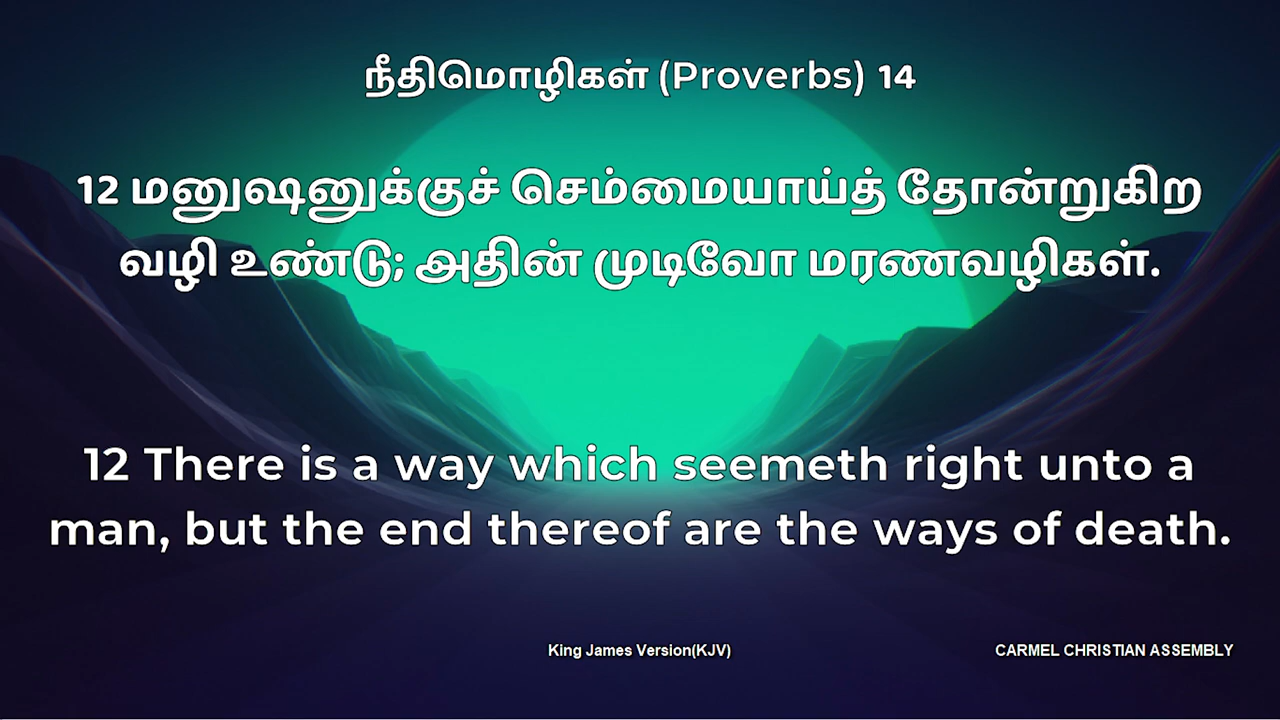 நீதிமொழிகள் (Proverbs) 14
12 மனுஷனுக்குச் செம்மையாய்த் தோன்றுகிற
வழி உண்டு; அதின் முடிவோ மரணவழிகள்.
12 There is a way which seemeth right unto a
man, but the end thereof are the ways of death.
King James Version(KJV)
CARMEL CHRISTIAN ASSEMBLY